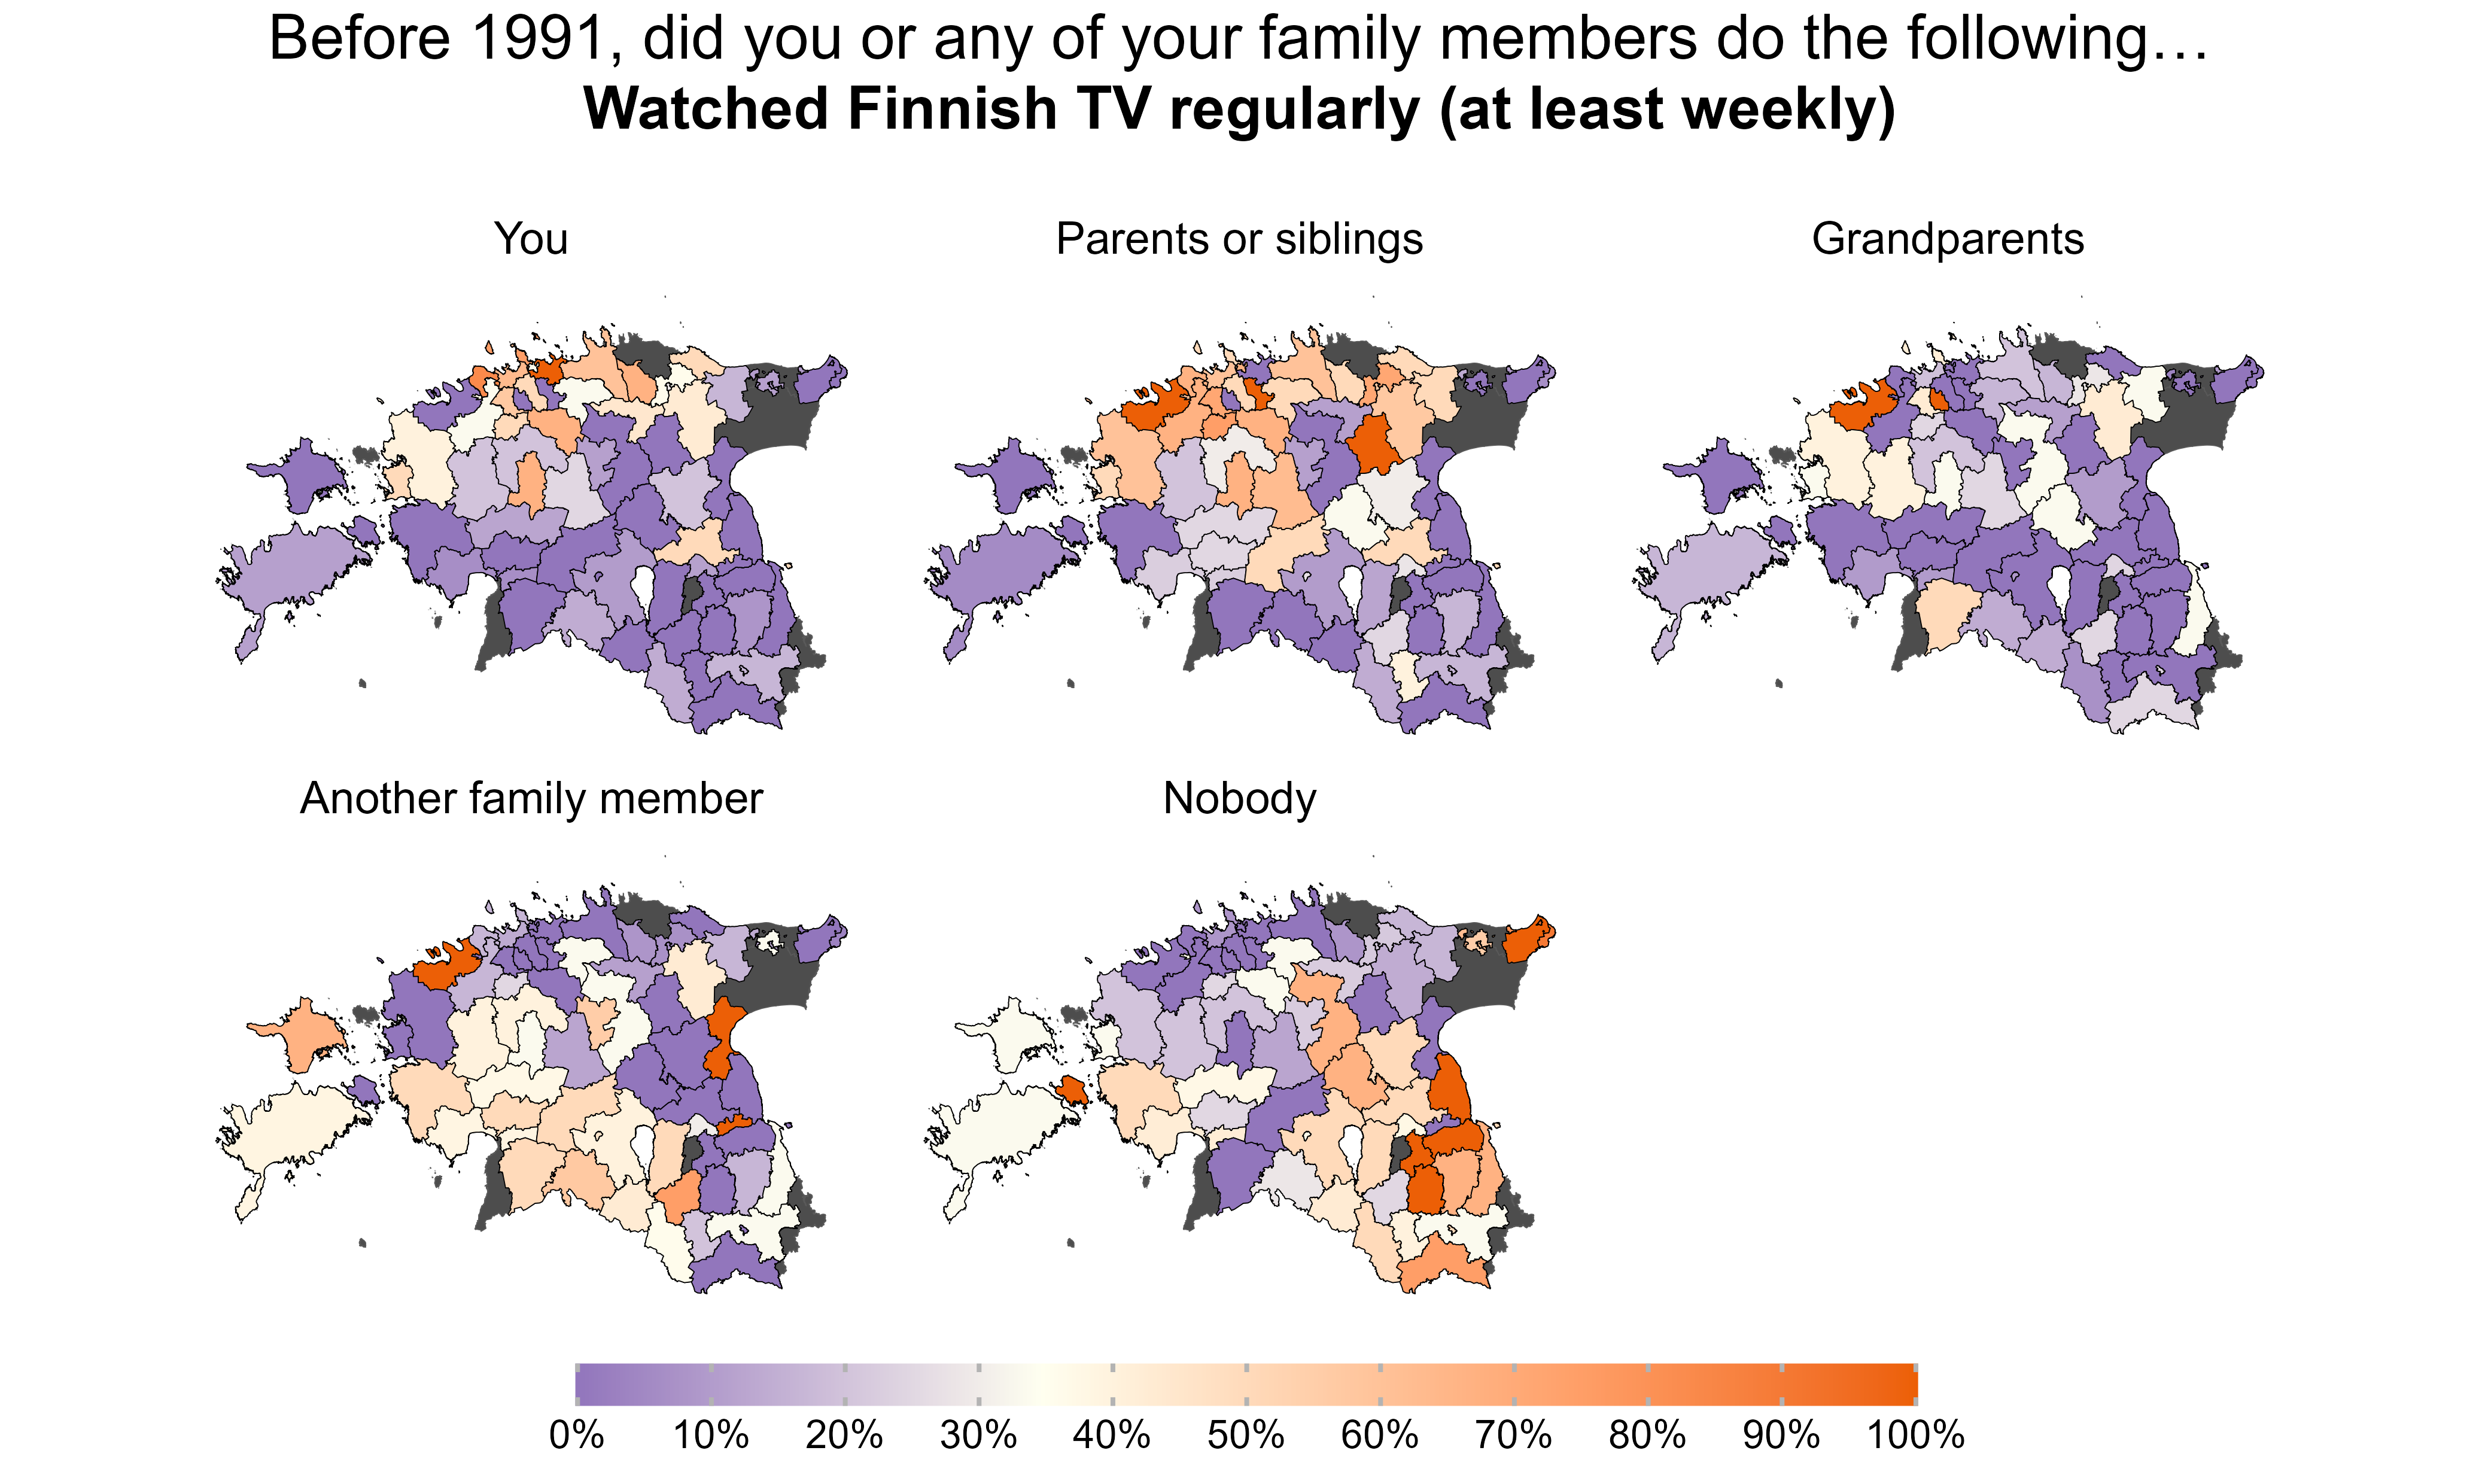 Before 1991, did you or any of your family members do the following…
Watched Finnish TV regularly (at least weekly)
You
Parents or siblings
Grandparents
Another family member
Nobody
0% 10% 20% 30% 40% 50% 60% 70% 80% 90% 100%